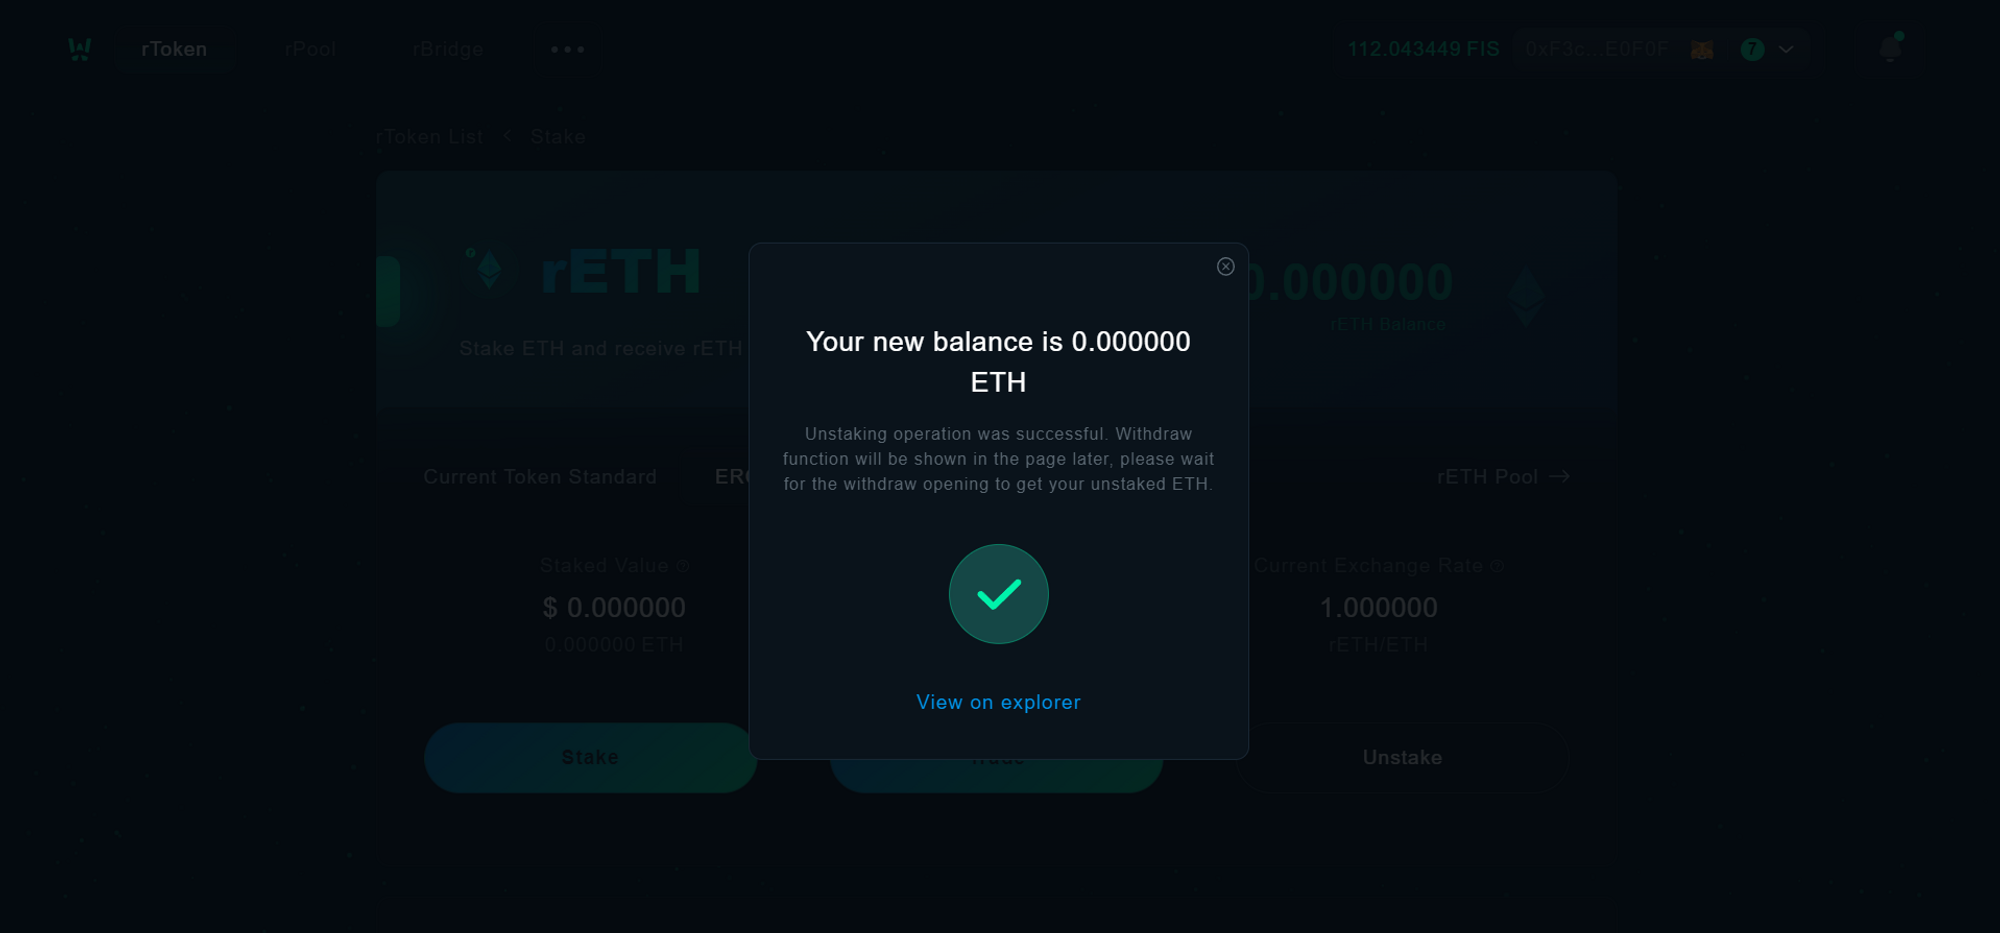 rToken
rPool
rBridge
•••
112.043449 FIS
0xF3c...E0F0F
7
rToken List < Stake
rETH
Stake ETH and receive rETH
0.000000
rETH Balance
Your new balance is 0.000000
ETH
Unstaking operation was successful. Withdraw
function will be shown in the page later, please wait
for the withdraw opening to get your unstaked ETH.
Current Token Standard
rETH Pool →
Staked Value
$ 0.000000
0.000000 ETH
Current Exchange Rate
1.000000
rETH/ETH
View on explorer
Stake
Trade
Unstake